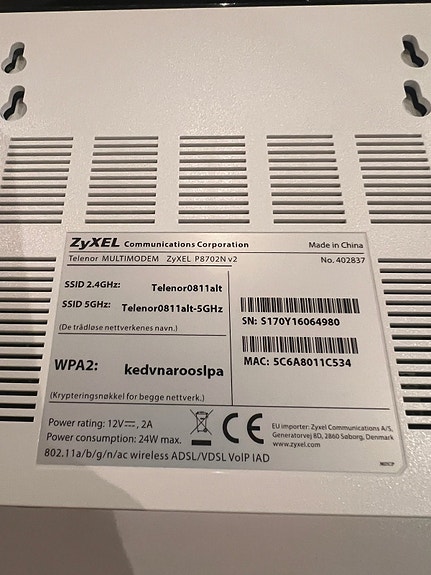 ZyXEL Communications Corporation Made in China
Telenor MULTIMODEM ZyXEL P8702N v2 No. 402837
SSID 2.4GHz: Telenor0811alt
SSID 5GHz: Telenor0811alt-5GHz
(De trådløse nettverkenes navn.)
SN: S170Y16064980
MAC: 5C6A8011C534
WPA2: kedvnarooslpa
(Krypteringsnøkkel for begge nettverk.)
Power rating: 12V⎓, 2A
Power consumption: 24W max.
CE
EU importer: Zyxel Communications A/S,
Generatorvej 8D, 2860 Søborg, Denmark
www.zyxel.com
802.11a/b/g/n/ac wireless ADSL/VDSL VoIP IAD